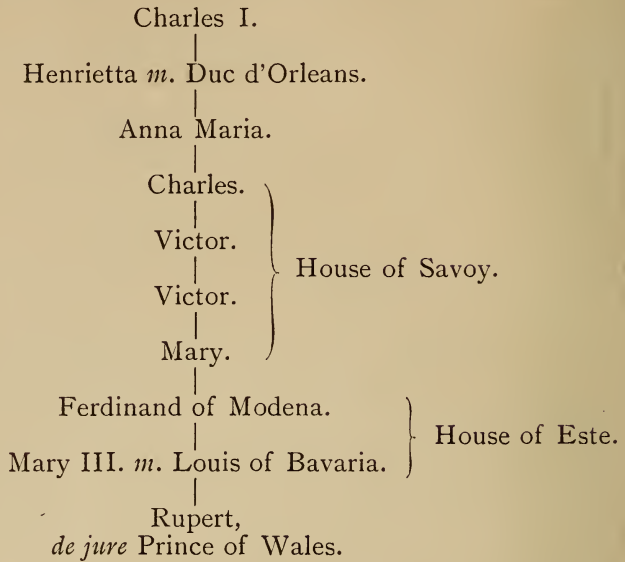 Charles I.
Henrietta m. Duc d'Orleans.
Anna Maria.
Charles.
Victor.
House of Savoy.
Victor.
Mary.
Ferdinand of Modena.
House of Este.
Mary III. m. Louis of Bavaria.
Rupert,
de jure Prince of Wales.